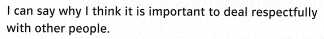 I can say why I think it is important to deal respectfully
with other people.